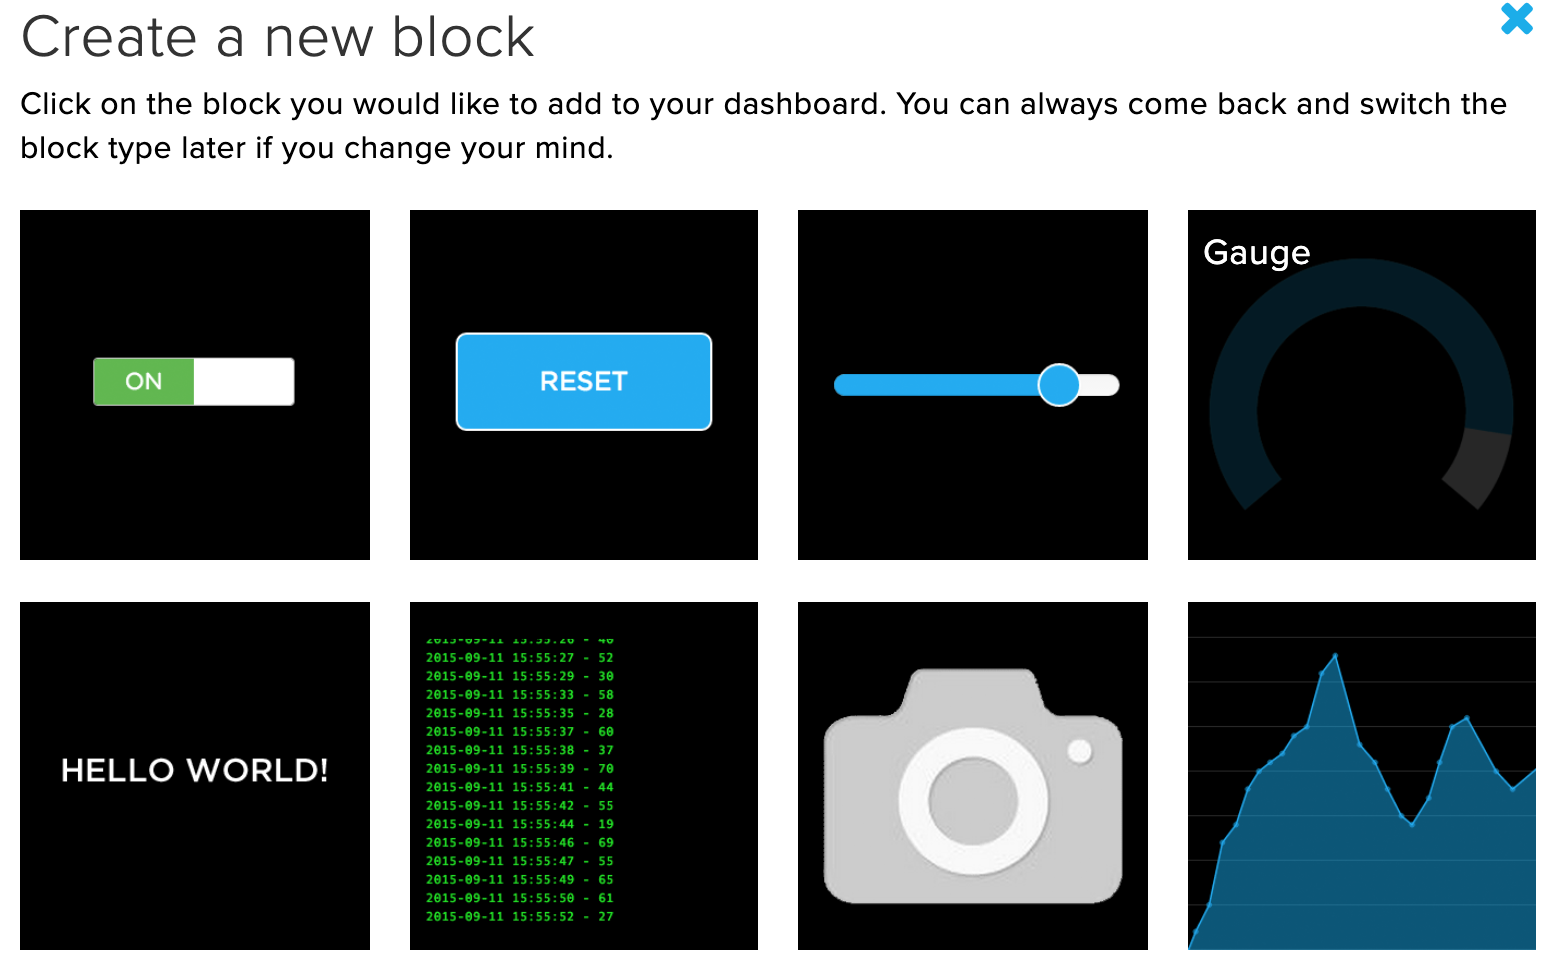 Create a new block
Click on the block you would like to add to your dashboard. You can always come back and switch the
block type later if you change your mind.
ON
RESET
Gauge
HELLO WORLD!
2015-09-11 15:55:26 - 40
2015-09-11 15:55:27 - 52
2015-09-11 15:55:29 - 30
2015-09-11 15:55:33 - 58
2015-09-11 15:55:35 - 28
2015-09-11 15:55:37 - 60
2015-09-11 15:55:38 - 37
2015-09-11 15:55:39 - 70
2015-09-11 15:55:41 - 44
2015-09-11 15:55:42 - 55
2015-09-11 15:55:44 - 19
2015-09-11 15:55:46 - 69
2015-09-11 15:55:47 - 55
2015-09-11 15:55:49 - 65
2015-09-11 15:55:50 - 61
2015-09-11 15:55:52 - 27